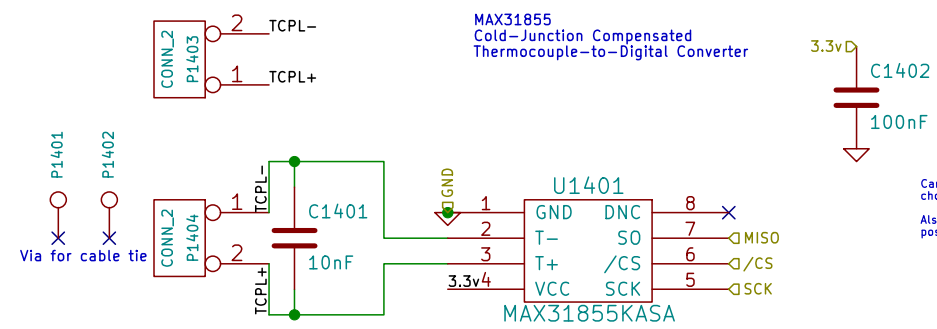 MAX31855
Cold-Junction Compensated
Thermocouple-to-Digital Converter
CONN_2
P1403
2
TCPL-
1
TCPL+
3.3v
C1402
100nF
P1401
P1402
Via for cable tie
CONN_2
P1404
1
TCPL-
2
TCPL+
C1401
10nF
GND
U1401
1
GND
DNC
8
2
T-
SO
7
MISO
3
T+
/CS
6
/CS
3.3v
4
VCC
SCK
5
SCK
MAX31855KASA